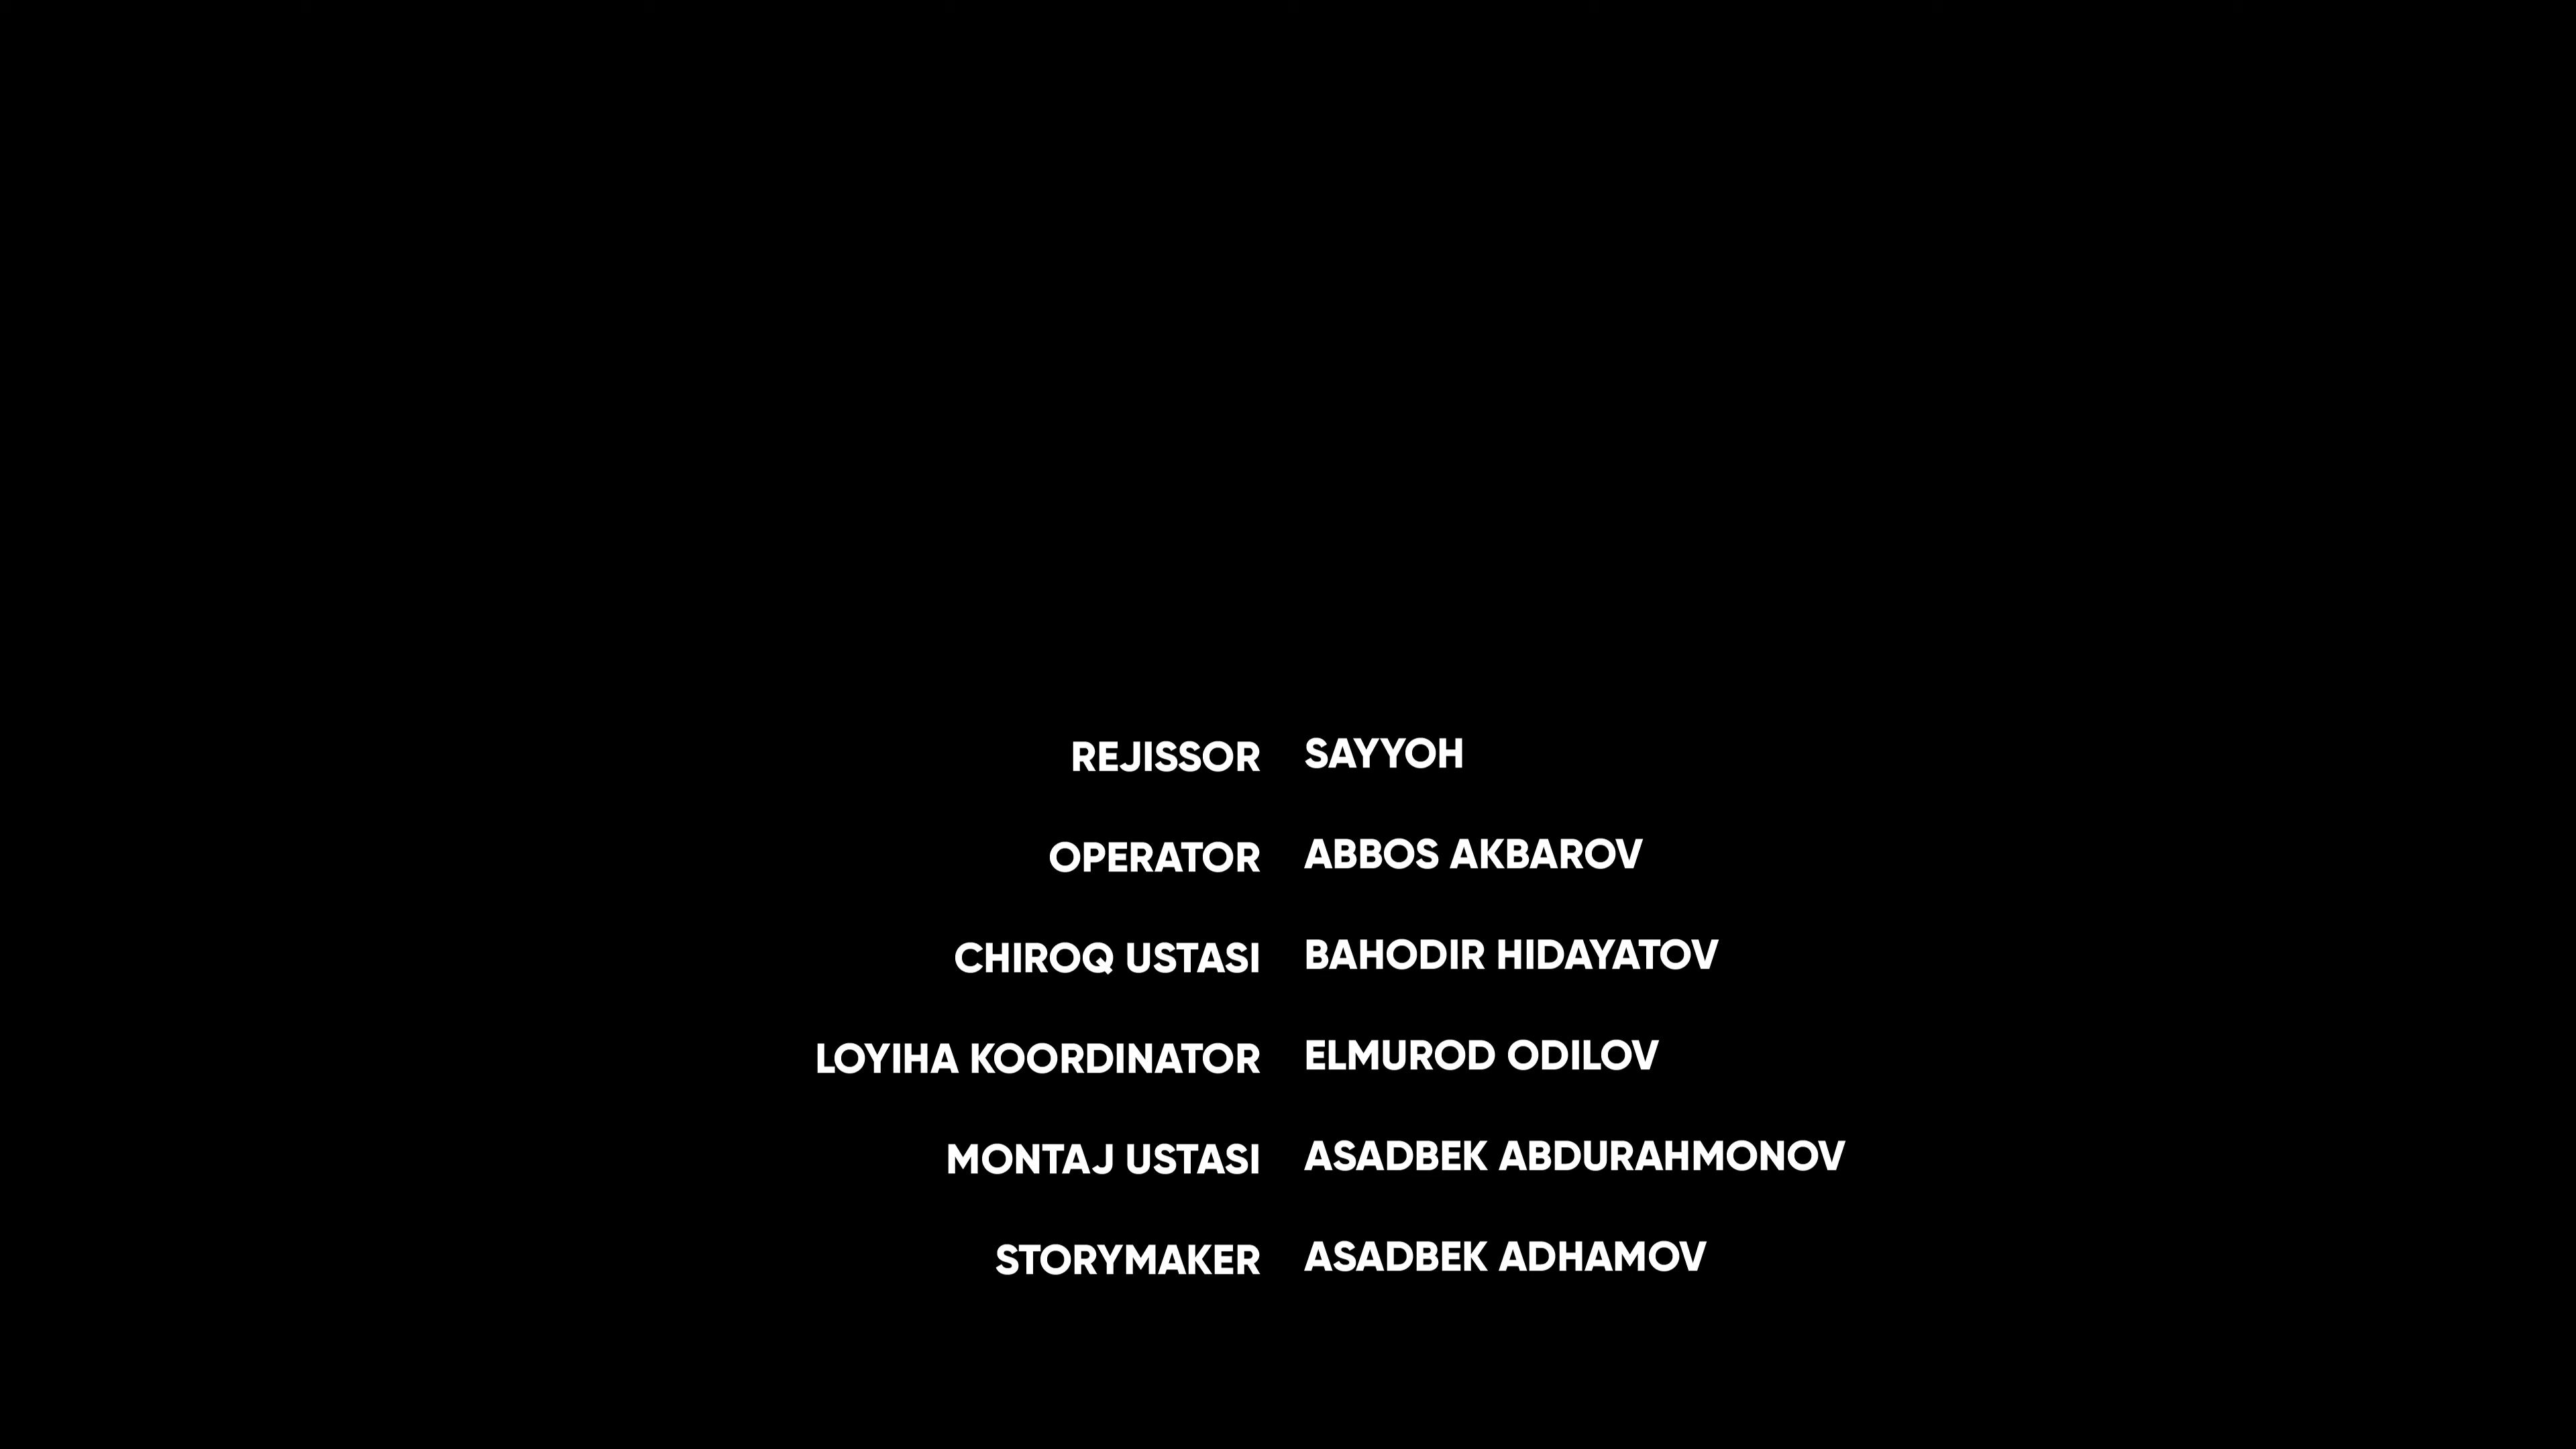 REJISSOR SAYYOH
OPERATOR ABBOS AKBAROV
CHIROQ USTASI BAHODIR HIDAYATOV
LOYIHA KOORDINATOR ELMUROD ODILOV
MONTAJ USTASI ASADBEK ABDURAHMONOV
STORYMAKER ASADBEK ADHAMOV